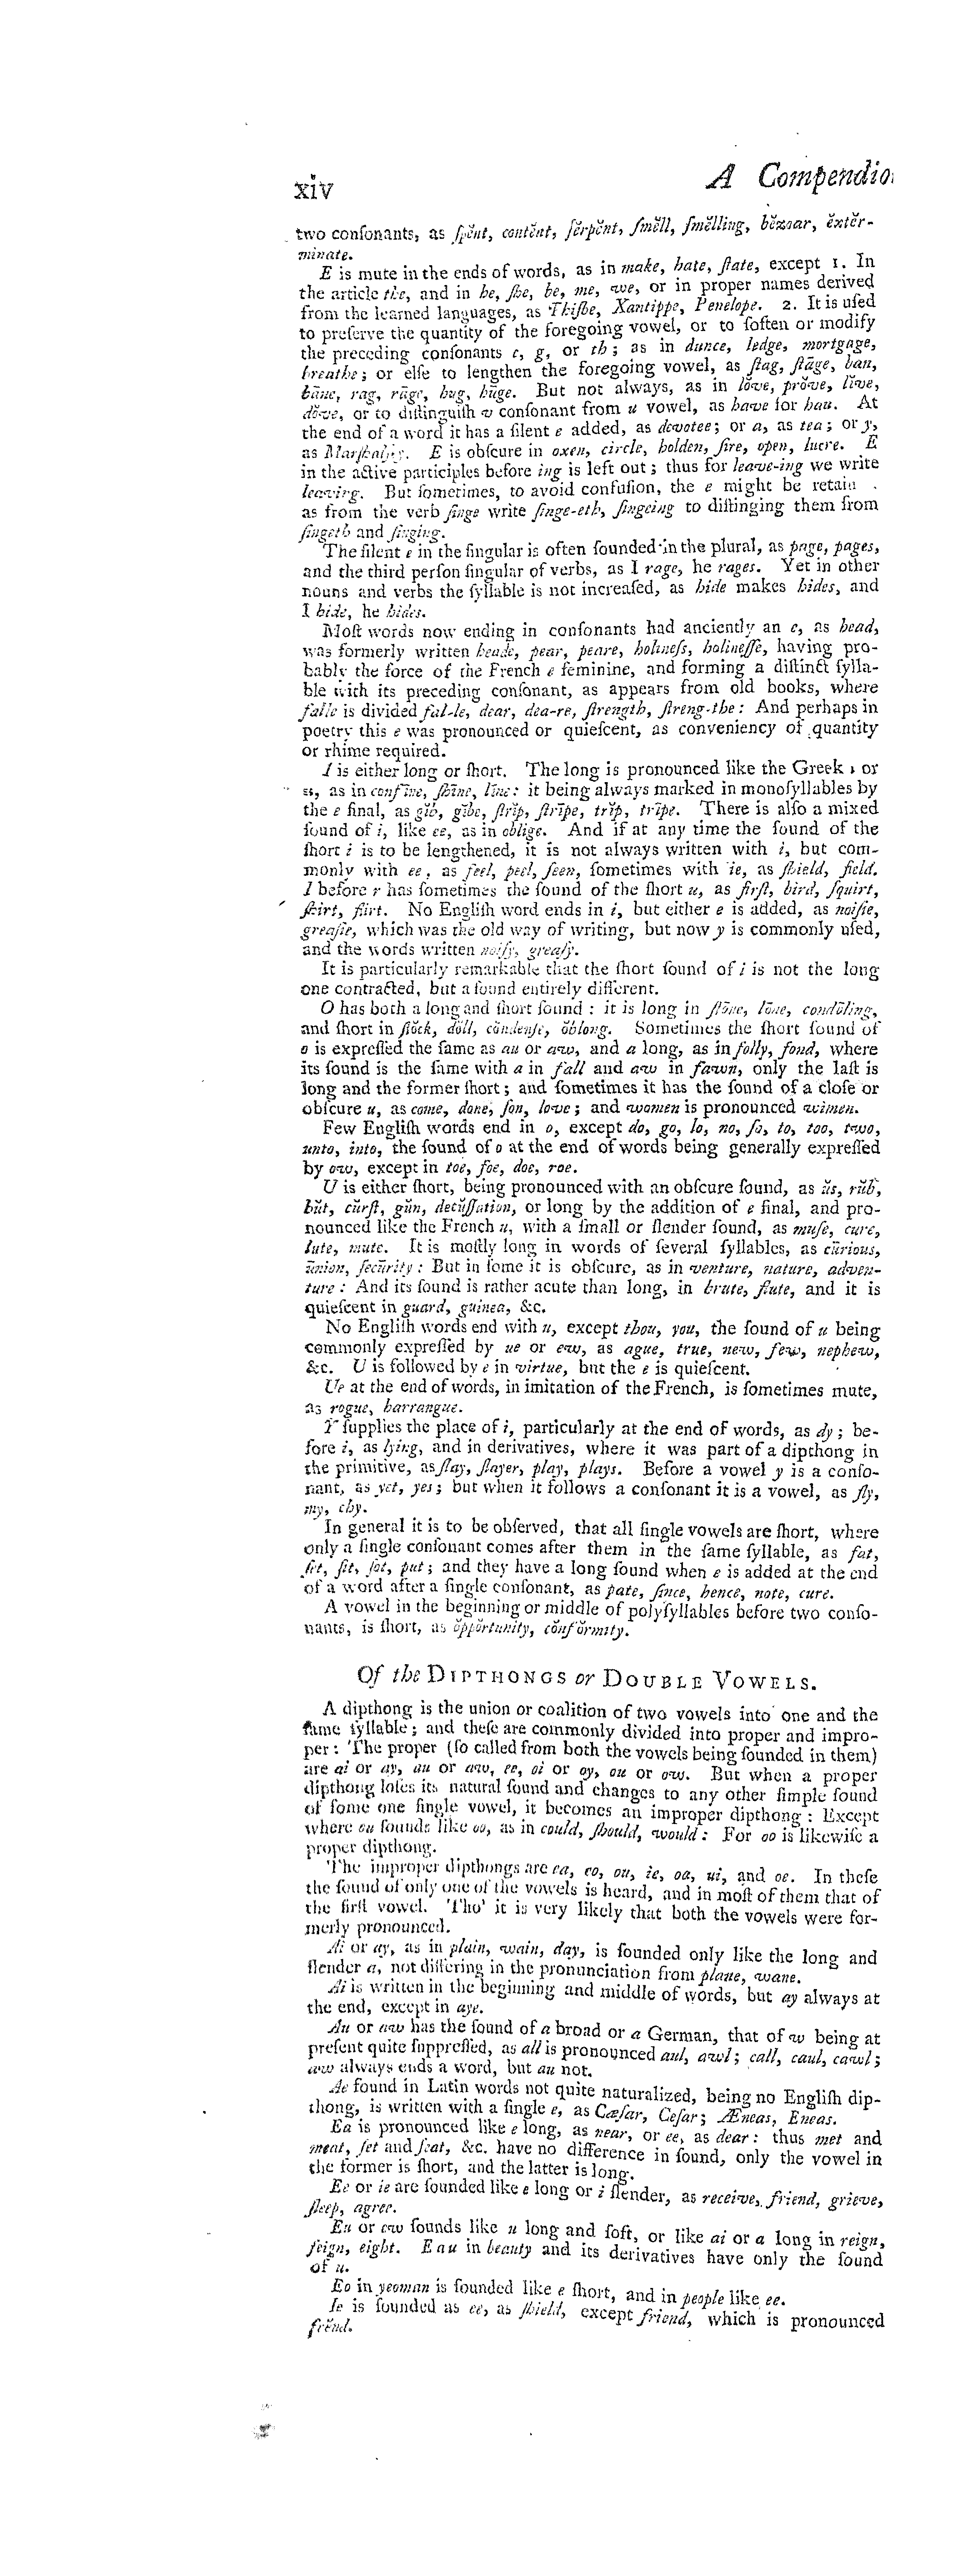 xiv
A Compendio
two conſonants, as ſpĕnt, contĕnt, ſĕrpĕnt, ſmĕll, ſmĕlling, bĕzoar, ĕxtĕr-
minate.
E is mute in the ends of words, as in make, hate, ſtate, except 1. In
the article the, and in he, ſhe, be, me, we, or in proper names derived
from the learned languages, as Thiſbe, Xantippe, Penelope. 2. It is uſed
to preſerve the quantity of the foregoing vowel, or to ſoften or modify
the preceding conſonants c, g, or th; as in dance, ledge, mortgage,
breathe; or elſe to lengthen the foregoing vowel, as ſtag, ſtāge, băn,
bāne, rag, rāge, hug, hūge. But not always, as in lŏve, prŏve, lĭve,
dŏve, or to diſtinguiſh v conſonant from u vowel, as have for hau. At
the end of a word it has a ſilent e added, as devotee; or a, as tea; or y,
as E is obſcure in oxen, circle, holden, fire, open, lucre. E
in the active participles before ing is left out; thus for leave-ing we write
leaving. But ſometimes, to avoid confuſion, the e might be retain
as from the verb ſinge write ſinge-eth, ſingeing to diſtinging them from
ſingeth and ſinging.
The ſilent e in the ſingular is often ſounded in the plural, as page, pages,
and the third perſon ſingular of verbs, as I rage, he rages. Yet in other
nouns and verbs the ſyllable is not increaſed, as hide makes hides, and
I hide, he hides.
Moſt words now ending in conſonants had anciently an e, as head,
was formerly written heade, pear, peare, holineſs, holineſſe, having pro-
bably the force of the French e feminine, and forming a diſtinct ſylla-
ble with its preceding conſonant, as appears from old books, where
falle is divided fal-le, dear, dea-re, ſtrength, ſtreng-the: And perhaps in
poetry this e was pronounced or quieſcent, as conveniency of quantity
or rhime required.
I is either long or ſhort. The long is pronounced like the Greek ι or
ει, as in confīne, ſhīne, līne: it being always marked in monoſyllables by
the e final, as gĭb, gībe, ſtrĭp, ſtrīpe, trĭp, trīpe. There is alſo a mixed
ſound of i, like ee, as in oblige. And if at any time the ſound of the
ſhort i is to be lengthened, it is not always written with i, but com-
monly with ee, as feel, peel, ſeen, ſometimes with ie, as ſhield, field.
I before r has ſometimes the ſound of the ſhort u, as firſt, bird, ſquirt,
ſhirt, flirt. No Engliſh word ends in i, but either e is added, as noiſie,
greaſie, which was the old way of writing, but now y is commonly uſed,
and the words written noiſy, greaſy.
It is particularly remarkable that the ſhort ſound of i is not the long
one contracted, but a ſound entirely different.
O has both a long and ſhort ſound: it is long in ſtōne, lōne, condōling,
and ſhort in ſtŏck, dŏll, cŏndenſe, ŏblong. Sometimes the ſhort ſound of
o is expreſſed the ſame as au or aw, and a long, as in folly, fond, where
its ſound is the ſame with a in fall and aw in fawn, only the laſt is
long and the former ſhort; and ſometimes it has the ſound of a cloſe or
obſcure u, as come, done, ſon, love; and women is pronounced wimen.
Few Engliſh words end in o, except do, go, lo, no, ſo, to, too, two,
unto, into, the ſound of o at the end of words being generally expreſſed
by ow, except in toe, foe, doe, roe.
U is either ſhort, being pronounced with an obſcure ſound, as ŭs, rŭb,
bŭt, cŭrſt, gŭn, decŭſſation, or long by the addition of e final, and pro-
nounced like the French u, with a ſmall or ſlender ſound, as muſe, cure,
lute, mute. It is moſtly long in words of ſeveral ſyllables, as cūrious,
ūnion, ſecūrity: But in ſome it is obſcure, as in venture, nature, adven-
ture: And its ſound is rather acute than long, in brute, flute, and it is
quieſcent in guard, guinea, &c.
No Engliſh words end with u, except thou, you, the ſound of u being
commonly expreſſed by ue or ew, as ague, true, new, few, nephew,
&c. U is followed by e in virtue, but the e is quieſcent.
Ue at the end of words, in imitation of the French, is ſometimes mute,
as rogue, harrangue.
Y ſupplies the place of i, particularly at the end of words, as dy; be-
fore i, as lying, and in derivatives, where it was part of a dipthong in
the primitive, as ſlay, ſlayer, play, plays. Before a vowel y is a conſo-
nant, as yet, yes; but when it follows a conſonant it is a vowel, as fly,
my, chy.
In general it is to be obſerved, that all ſingle vowels are ſhort, where
only a ſingle conſonant comes after them in the ſame ſyllable, as fat,
ſet, ſit, ſot, put; and they have a long ſound when e is added at the end
of a word after a ſingle conſonant, as pate, ſince, hence, note, cure.
A vowel in the beginning or middle of polyſyllables before two conſo-
nants, is ſhort, as ŏppŏrtunity, cŏnfŏrmity.
Of the DIPTHONGS or DOUBLE VOWELS.
A dipthong is the union or coalition of two vowels into one and the
ſame ſyllable; and theſe are commonly divided into proper and impro-
per: The proper (ſo called from both the vowels being ſounded in them)
are ai or ay, au or aw, ee, oi or oy, ou or ow. But when a proper
dipthong loſes its natural ſound and changes to any other ſimple ſound
of ſome one ſingle vowel, it becomes an improper dipthong: Except
where ou ſounds like oo, as in could, ſhould, would: For oo is likewiſe a
proper dipthong.
The improper dipthongs are ea, eo, ou, ie, oa, ui, and oe. In theſe
the ſound of only one of the vowels is heard, and in moſt of them that of
the firſt vowel. Tho' it is very likely that both the vowels were for-
merly pronounced.
Ai or ay, as in plain, wain, day, is ſounded only like the long and
ſlender a, not differing in the pronunciation from plane, wane.
Ai is written in the beginning and middle of words, but ay always at
the end, except in aye.
Au or aw has the ſound of a broad or a German, that of w being at
preſent quite ſuppreſſed, as all is pronounced aul, awl; call, caul, cawl;
aw always ends a word, but au not.
Ae found in Latin words not quite naturalized, being no Engliſh dip-
thong, is written with a ſingle e, as Cæſar, Ceſar; Æneas, Eneas.
Ea is pronounced like e long, as near, or ee, as dear: thus met and
meat, ſet and ſeat, &c. have no difference in ſound, only the vowel in
the former is ſhort, and the latter is long.
Ee or ie are ſounded like e long or i ſlender, as receive, friend, grieve,
ſleep, agree.
Eu or ew ſounds like u long and ſoft, or like ai or a long in reign,
feign, eight. Eau in beauty and its derivatives have only the ſound
of u.
Eo in yeoman is ſounded like e ſhort, and in people like ee.
Ie is ſounded as ee, as ſhield, except friend, which is pronounced
frĕnd.